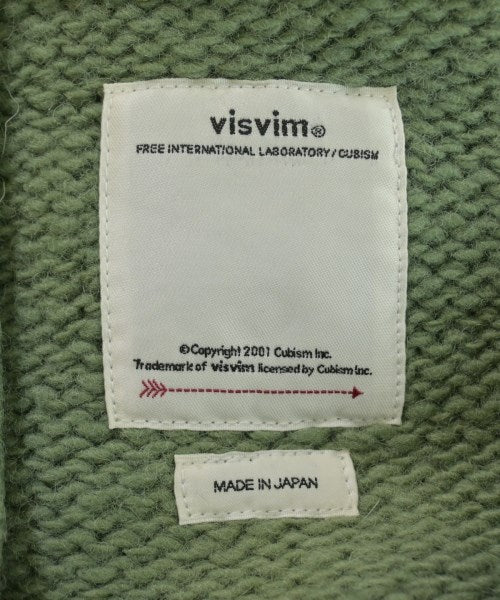 visvim®
FREE INTERNATIONAL LABORATORY / CUBISM
©Copyright 2001 Cubism Inc.
Trademark of visvim licensed by Cubism Inc.
MADE IN JAPAN